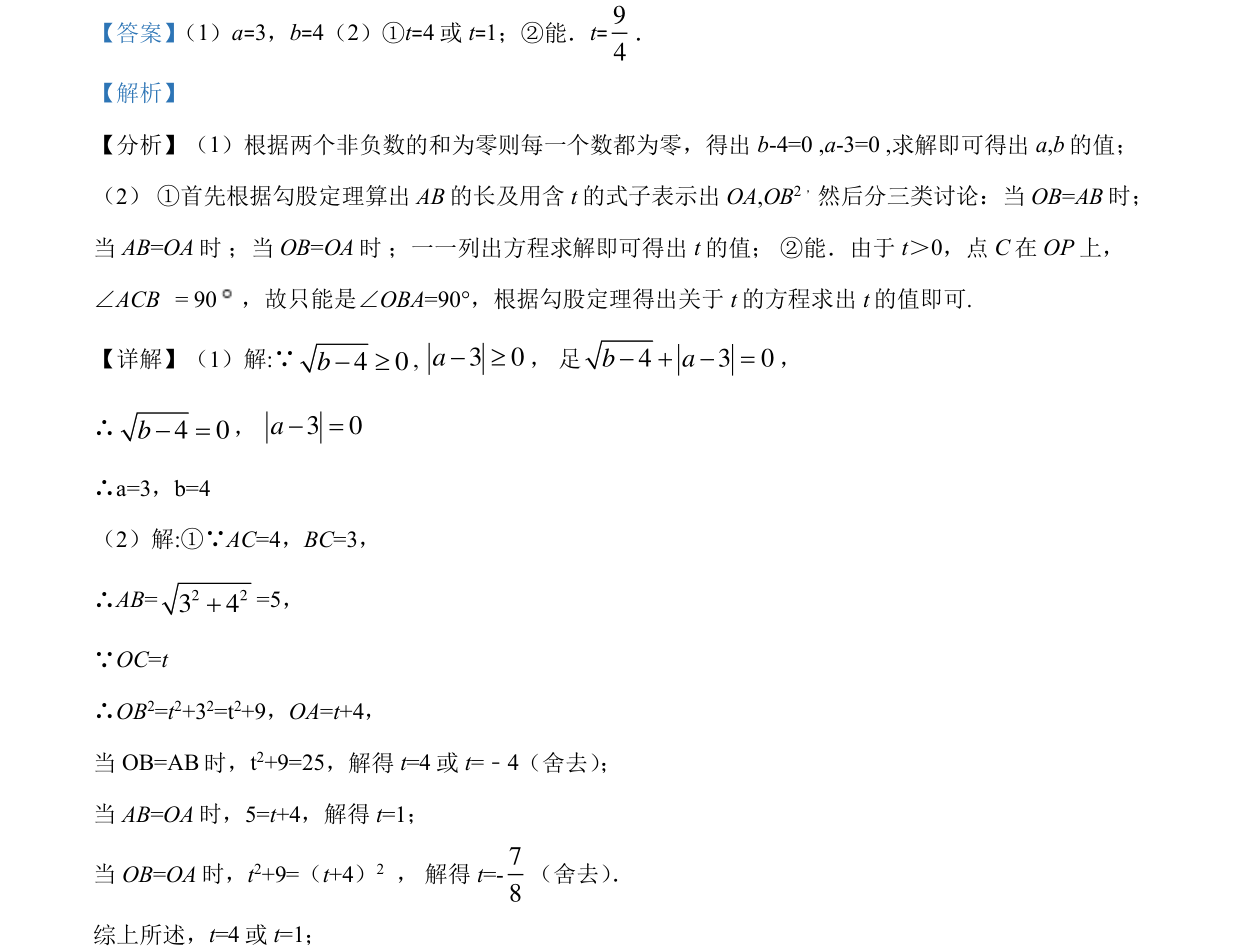 【答案】（1）a=3，b=4（2）①t=4 或 t=1；②能．t=9/4．
【解析】
【分析】（1）根据两个非负数的和为零则每一个数都为零，得出 b-4=0 ,a-3=0 ,求解即可得出 a,b 的值；
（2） ①首先根据勾股定理算出 AB 的长及用含 t 的式子表示出 OA,OB²，然后分三类讨论：当 OB=AB 时；
当 AB=OA 时 ；当 OB=OA 时 ；一一列出方程求解即可得出 t 的值； ②能．由于 t＞0，点 C 在 OP 上，
∠ACB = 90°，故只能是∠OBA=90°，根据勾股定理得出关于 t 的方程求出 t 的值即可.
【详解】（1）解:∵√(b−4)≥0, |a−3|≥0， 足√(b−4)+|a−3|=0，
∴√(b−4)=0， |a−3|=0
∴a=3，b=4
（2）解:①∵AC=4，BC=3，
∴AB=√(3²+4²)=5，
∵OC=t
∴OB²=t²+3²=t²+9，OA=t+4，
当 OB=AB 时，t²+9=25，解得 t=4 或 t=﹣4（舍去）；
当 AB=OA 时，5=t+4，解得 t=1；
当 OB=OA 时，t²+9=（t+4）² ， 解得 t=-7/8（舍去）．
综上所述，t=4 或 t=1；